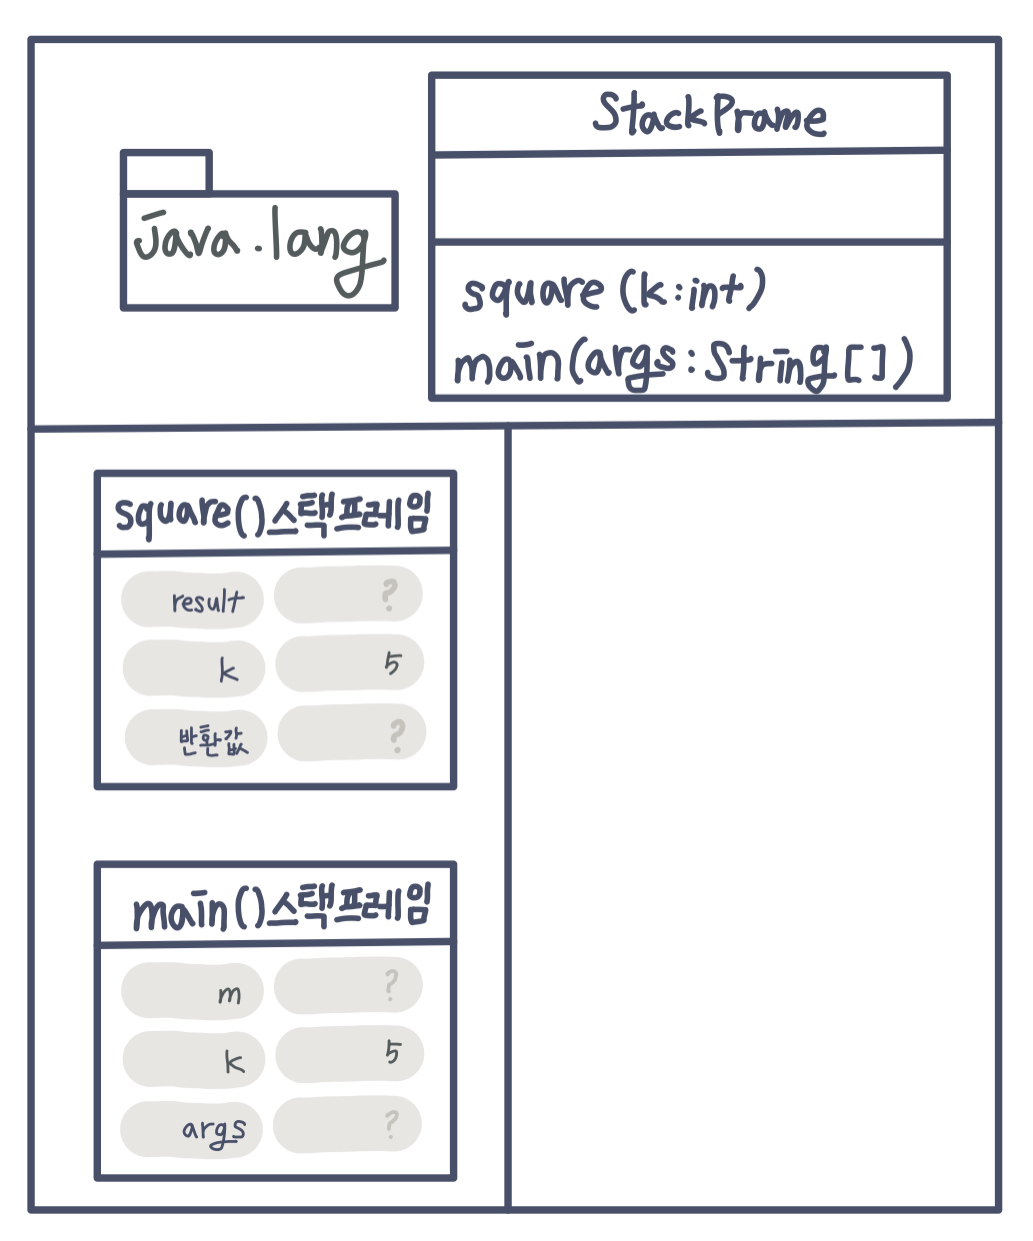 StackPrame
java.lang
square (k:int)
main(args:String[])
square()스택프레임
result ?
k 5
반환값 ?
main()스택프레임
m ?
k 5
args ?